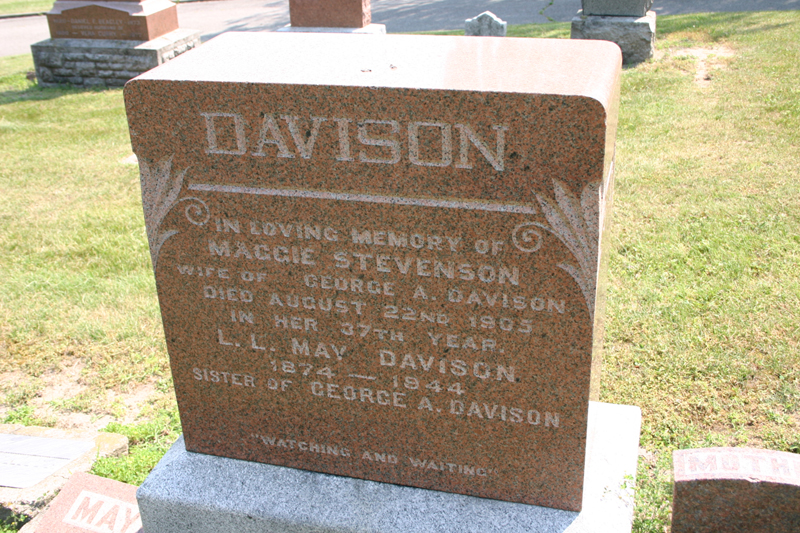 DAVISON
IN LOVING MEMORY OF
MAGGIE STEVENSON
WIFE OF GEORGE A. DAVISON
DIED AUGUST 22ND 1905
IN HER 37TH YEAR.
L. L. MAY DAVISON
1874 — 1944
SISTER OF GEORGE A. DAVISON
"WATCHING AND WAITING"
MAY
MOTH